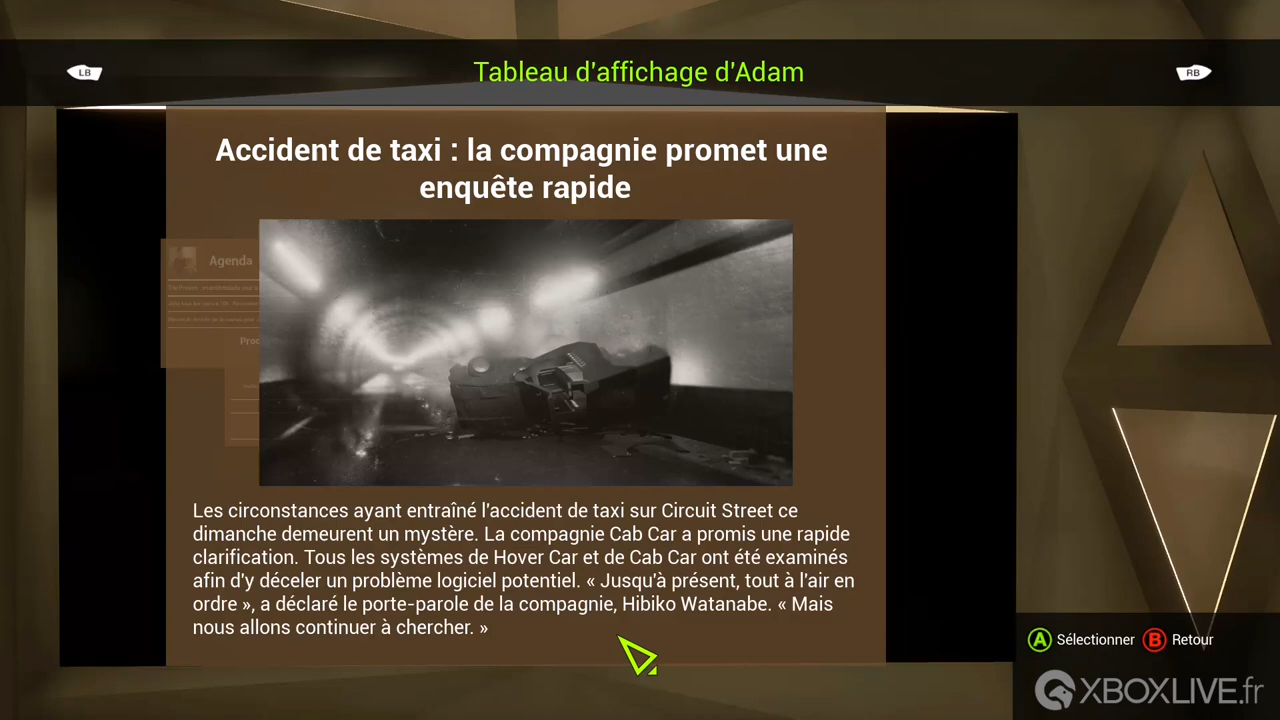 LB
Tableau d'affichage d'Adam
RB
Accident de taxi : la compagnie promet une
enquête rapide
Agenda
Les circonstances ayant entraîné l'accident de taxi sur Circuit Street ce
dimanche demeurent un mystère. La compagnie Cab Car a promis une rapide
clarification. Tous les systèmes de Hover Car et de Cab Car ont été examinés
afin d'y déceler un problème logiciel potentiel. « Jusqu'à présent, tout à l'air en
ordre », a déclaré le porte-parole de la compagnie, Hibiko Watanabe. « Mais
nous allons continuer à chercher. »
A Sélectionner B Retour
XBOXLIVE.fr